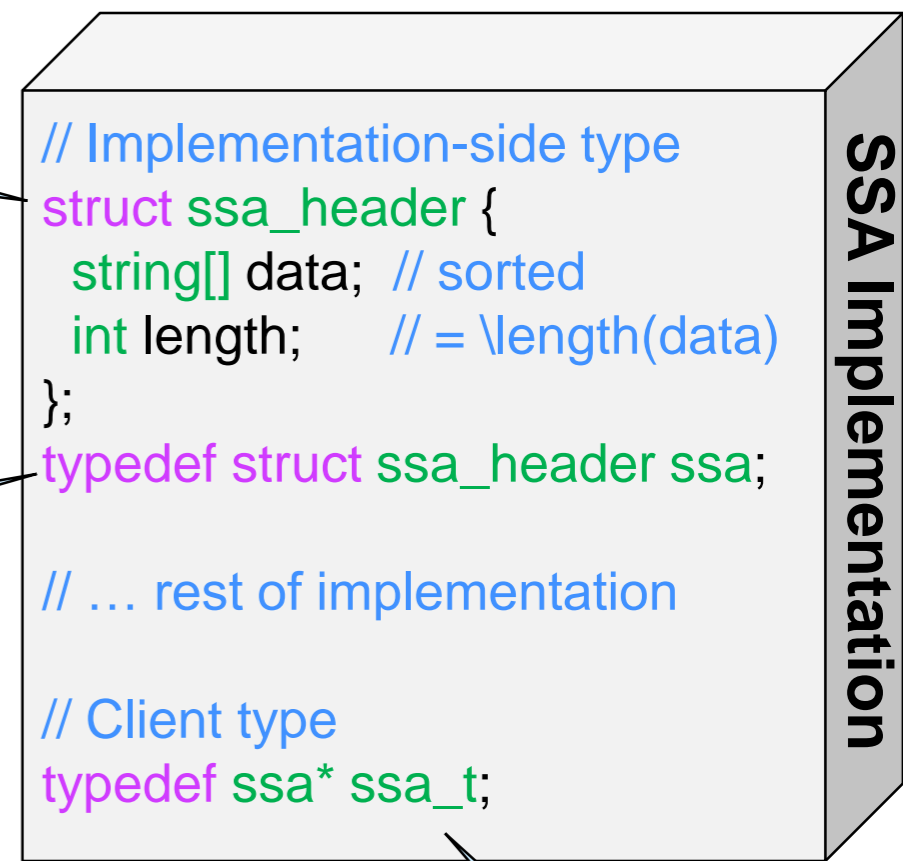 // Implementation-side type
struct ssa_header {
string[] data; // sorted
int length; // = \length(data)
};
typedef struct ssa_header ssa;
// … rest of implementation
// Client type
typedef ssa* ssa_t;
SSA Implementation